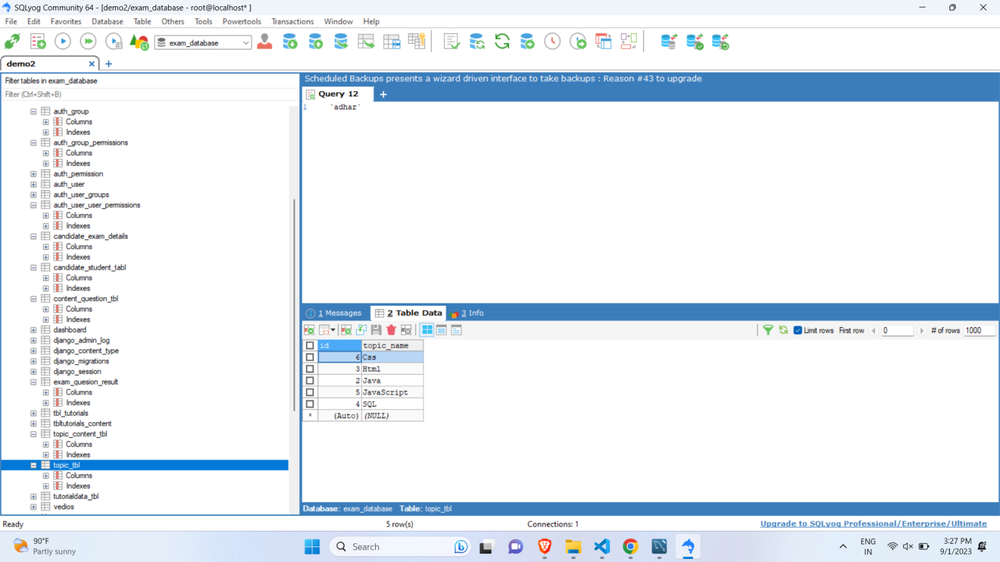 SQLyog Community 64 - [demo2/exam_database - root@localhost* ]
File Edit Favorites Database Table Others Tools Powertools Transactions Window Help
exam_database
demo2
Filter tables in exam_database
Filter (Ctrl+Shift+B)
auth_group
Columns
Indexes
auth_group_permissions
Columns
Indexes
auth_permission
auth_user
auth_user_groups
auth_user_user_permissions
Columns
Indexes
candidate_exam_details
Columns
Indexes
candidate_student_tabl
Columns
Indexes
content_question_tbl
Columns
Indexes
dashboard
django_admin_log
django_content_type
django_migrations
django_session
exam_quesion_result
Columns
Indexes
tbl_tutorials
tbltutorials_content
topic_content_tbl
Columns
Indexes
topic_tbl
Columns
Indexes
tutorialdata_tbl
vedios
Scheduled Backups presents a wizard driven interface to take backups : Reason #43 to upgrade
Query 12
1 `adhar`
1 Messages 2 Table Data 3 Info
Limit rows First row 0 # of rows 1000
id topic_name
6 Css
3 Html
2 Java
5 JavaScript
4 SQL
* (Auto) (NULL)
Database: exam_database Table: topic_tbl
Ready 5 row(s) Connections: 1 Upgrade to SQLyog Professional/Enterprise/Ultimate
90°F
Partly sunny
Search
ENG
IN
3:27 PM
9/1/2023